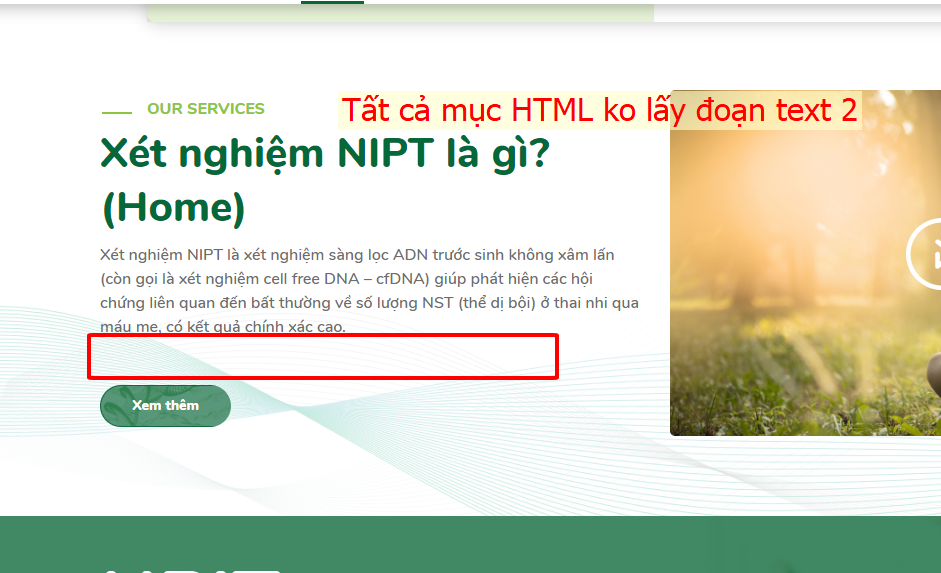 OUR SERVICES
Tất cả mục HTML ko lấy đoạn text 2
Xét nghiệm NIPT là gì?
(Home)
Xét nghiệm NIPT là xét nghiệm sàng lọc ADN trước sinh không xâm lấn
(còn gọi là xét nghiệm cell free DNA – cfDNA) giúp phát hiện các hội
chứng liên quan đến bất thường về số lượng NST (thể dị bội) ở thai nhi qua
máu mẹ, có kết quả chính xác cao.
Xem thêm